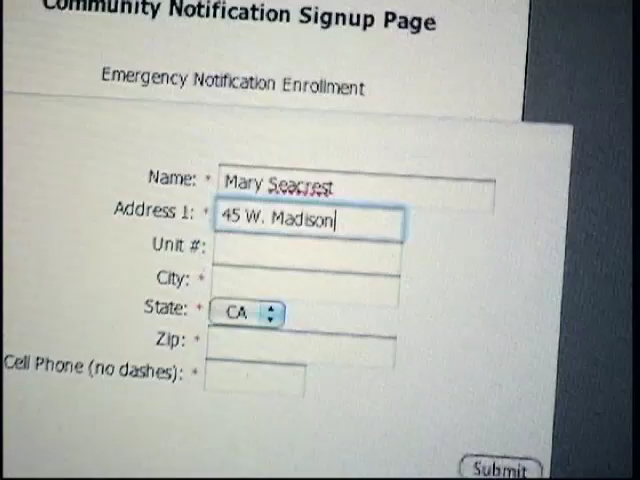 Community Notification Signup Page
Emergency Notification Enrollment
Name: * Mary Seacrest
Address 1: * 45 W. Madison
Unit #:
City: *
State: * CA
Zip: *
Cell Phone (no dashes): *
Submit